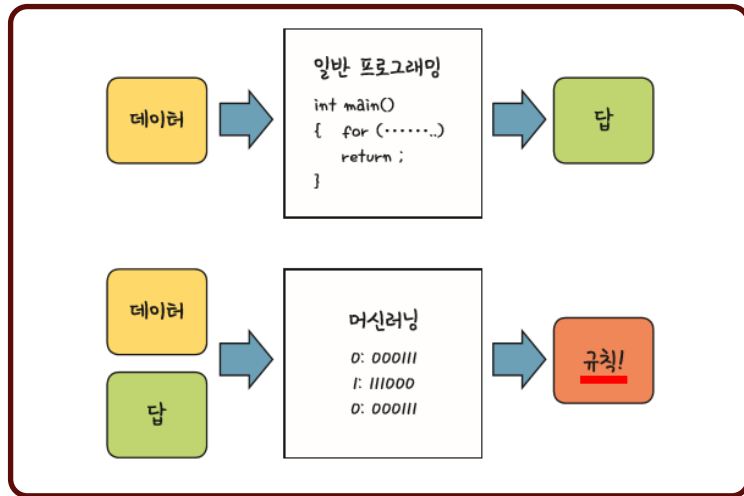 데이터
일반 프로그래밍
int main()
{ for (········)
return ;
}
답
데이터
답
머신러닝
0: 000111
1: 111000
0: 000111
규칙!